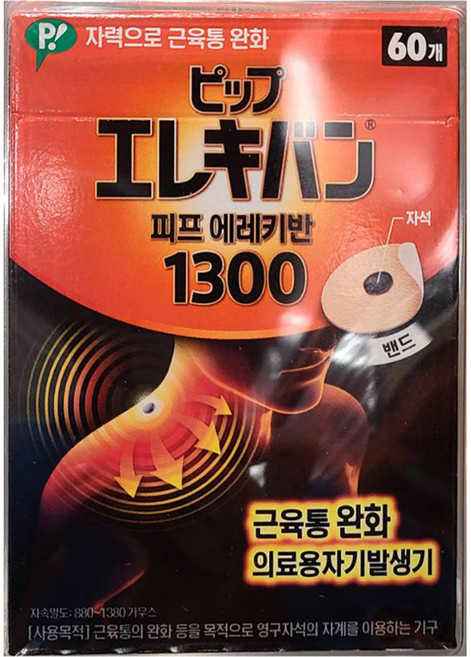 P!
자력으로 근육통 완화
60개
ピップ
エレキバン®
피프 에레키반
1300
자석
밴드
근육통 완화
의료용자기발생기
자속밀도: 880~1380 가우스
[사용목적] 근육통의 완화 등을 목적으로 영구자석의 자계를 이용하는 기구